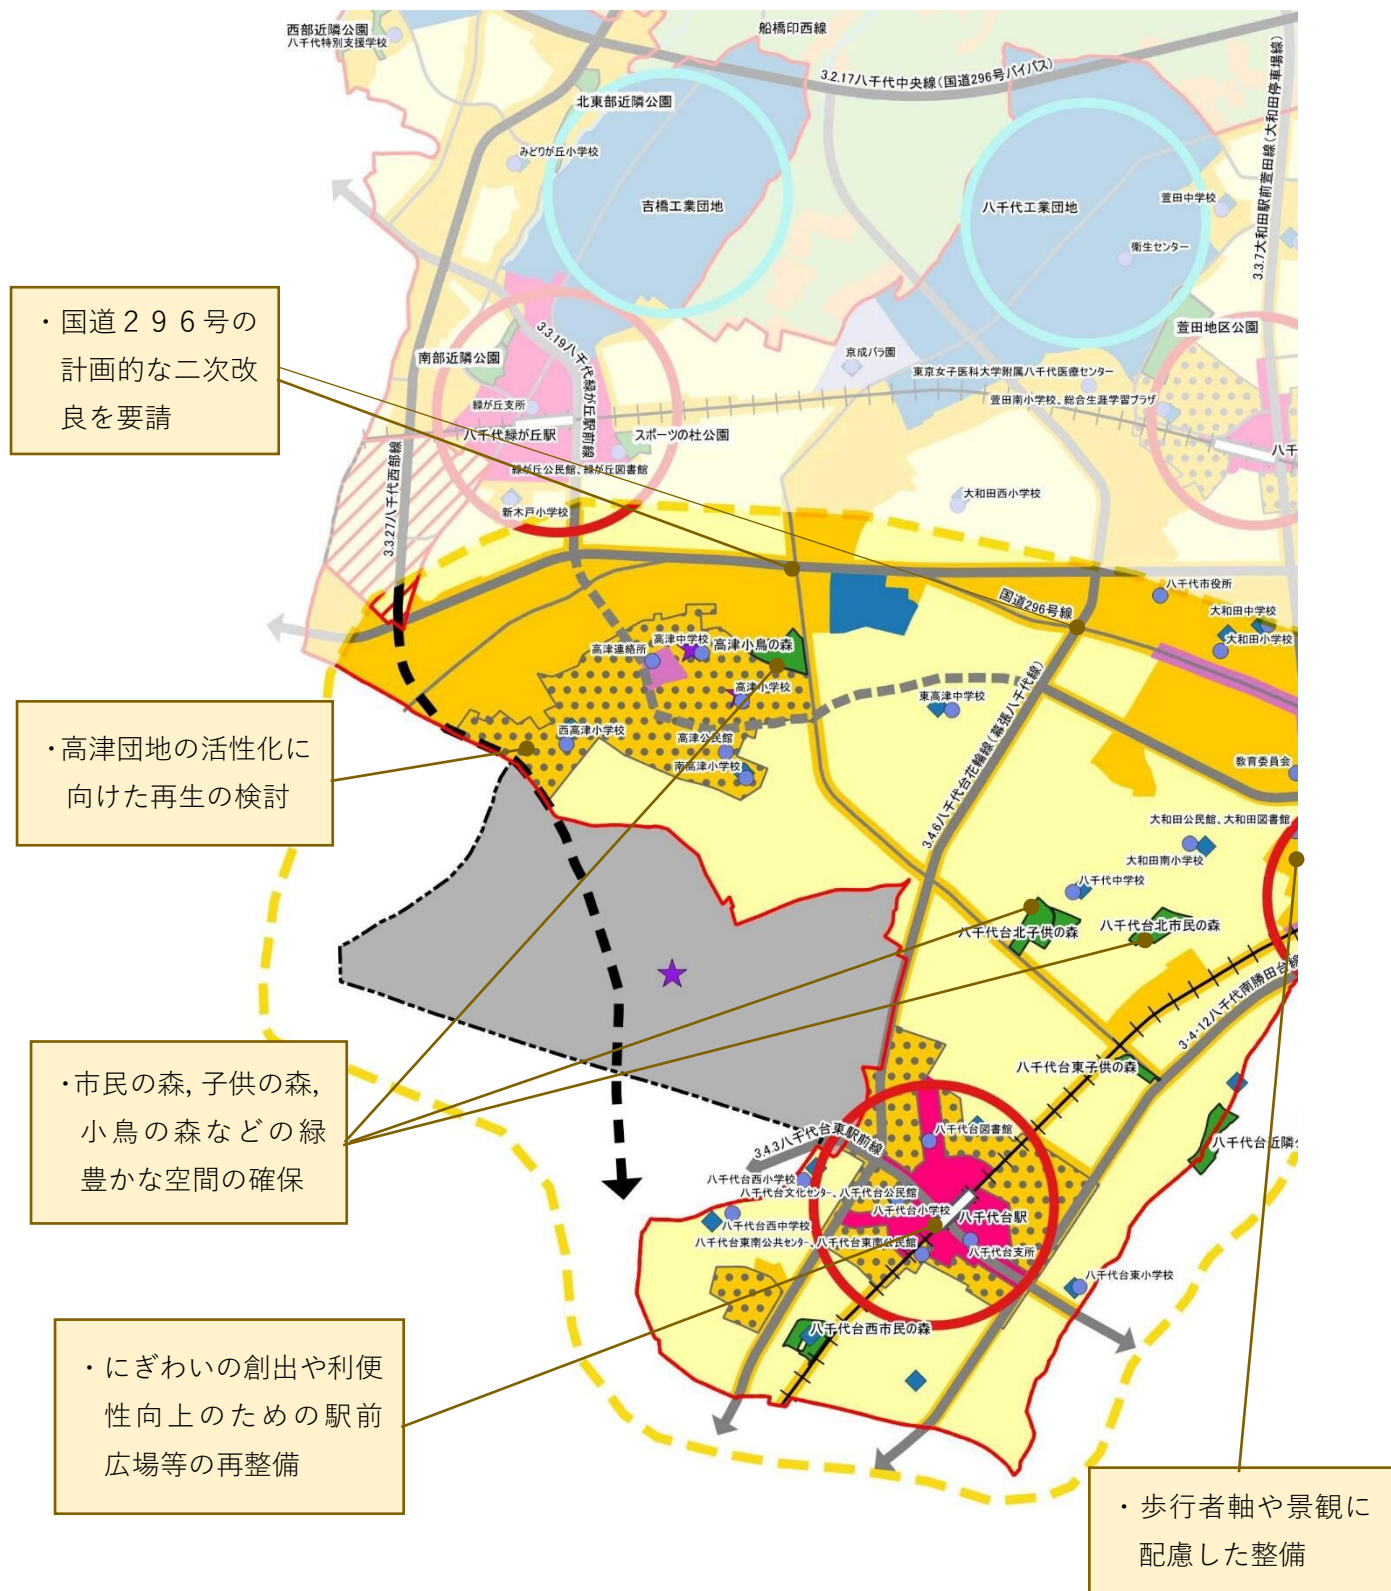 西部近隣公園
八千代特別支援学校
船橋印西線
3.2.17八千代中央線(国道296号バイパス)
北東部近隣公園
みどりが丘小学校
吉橋工業団地
八千代工業団地
萱田中学校
衛生センター
3.3.7大和田駅前萱田線(大和田停車場線)
・国道296号の
計画的な二次改
良を要請
3.3.19八千代緑が丘駅前線
南部近隣公園
緑が丘支所
八千代緑が丘駅
スポーツの杜公園
緑が丘公民館、緑が丘図書館
新木戸小学校
3.3.27八千代西部線
京成バラ園
萱田地区公園
東京女子医科大学附属八千代医療センター
萱田南小学校、総合生涯学習プラザ
八千
大和田西小学校
八千代市役所
国道296号線
大和田中学校
大和田小学校
高津中学校
高津連絡所
高津小鳥の森
高津小学校
西高津小学校
高津公民館
南高津小学校
東高津中学校
3.4.6八千代台花輪線(幕張八千代線)
教育委員会
・高津団地の活性化に
向けた再生の検討
大和田公民館、大和田図書館
大和田南小学校
八千代中学校
八千代台北子供の森
八千代台北市民の森
3・4・12八千代南勝田台線
・市民の森,子供の森,
小鳥の森などの緑
豊かな空間の確保
八千代台東子供の森
八千代台近隣
八千代台図書館
3.4.3八千代台東駅前線
八千代台西小学校
八千代台文化センター、八千代台公民館
八千代台小学校
八千代台駅
八千代台西中学校
八千代台東南公共センター、八千代台東南公民館
八千代台支所
八千代台東小学校
八千代台西市民の森
・にぎわいの創出や利便
性向上のための駅前
広場等の再整備
・歩行者軸や景観に
配慮した整備